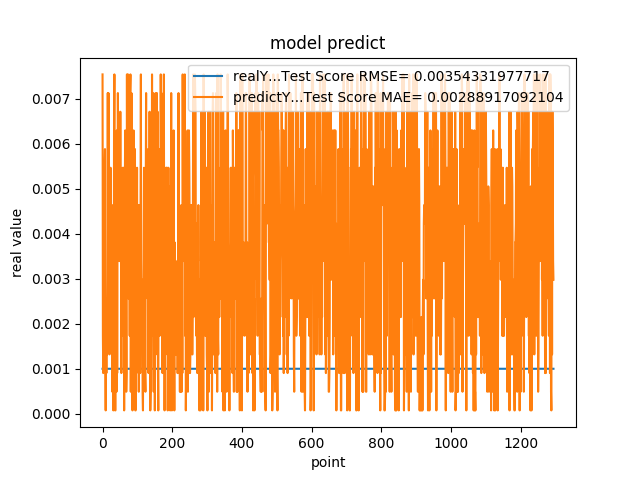 model predict
realY...Test Score RMSE= 0.00354331977717
predictY...Test Score MAE= 0.00288917092104
0.007
0.006
0.005
0.004
0.003
0.002
0.001
0.000
real value
0 200 400 600 800 1000 1200
point